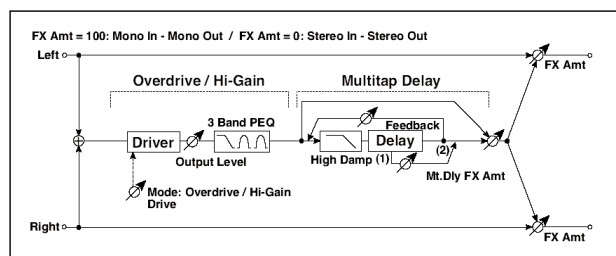 FX Amt = 100: Mono In - Mono Out / FX Amt = 0: Stereo In - Stereo Out
Left
FX Amt
Overdrive / Hi-Gain
Multitap Delay
3 Band PEQ
Feedback
Driver
Delay
Output Level
High Damp
(1)
(2)
Mt.Dly FX Amt
Mode: Overdrive / Hi-Gain
Drive
Right
FX Amt